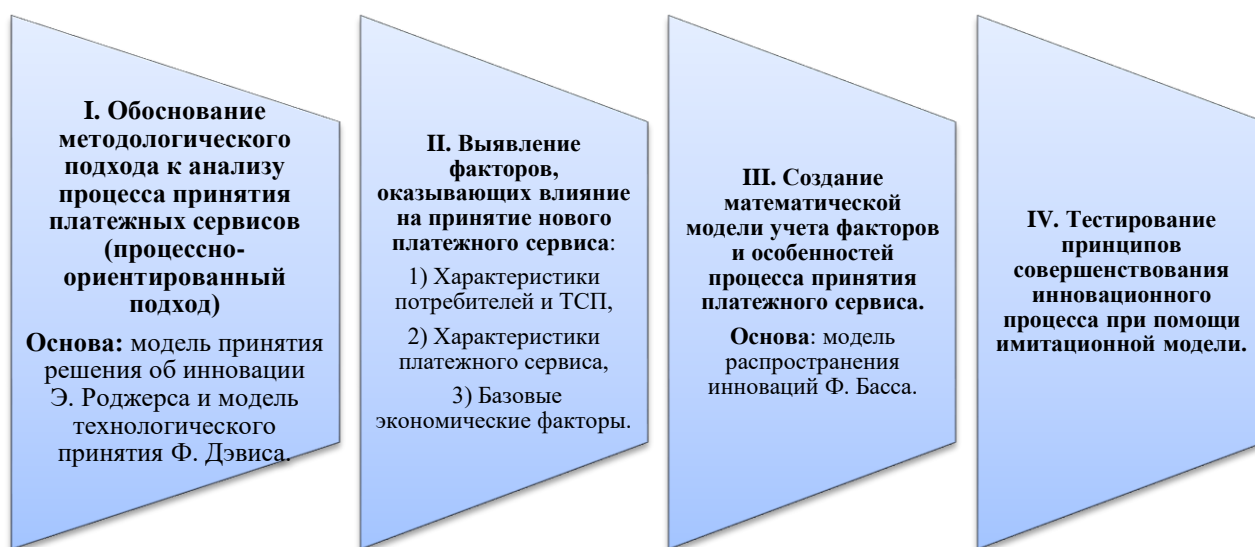 I. Обоснование
методологического
подхода к анализу
процесса принятия
платежных сервисов
(процессно-
ориентированный
подход)
Основа: модель принятия
решения об инновации
Э. Роджерса и модель
технологического
принятия Ф. Дэвиса.
II. Выявление
факторов,
оказывающих влияние
на принятие нового
платежного сервиса:
1) Характеристики
потребителей и ТСП,
2) Характеристики
платежного сервиса,
3) Базовые
экономические факторы.
III. Создание
математической
модели учета факторов
и особенностей
процесса принятия
платежного сервиса.
Основа: модель
распространения
инноваций Ф. Басса.
IV. Тестирование
принципов
совершенствования
инновационного
процесса при помощи
имитационной модели.